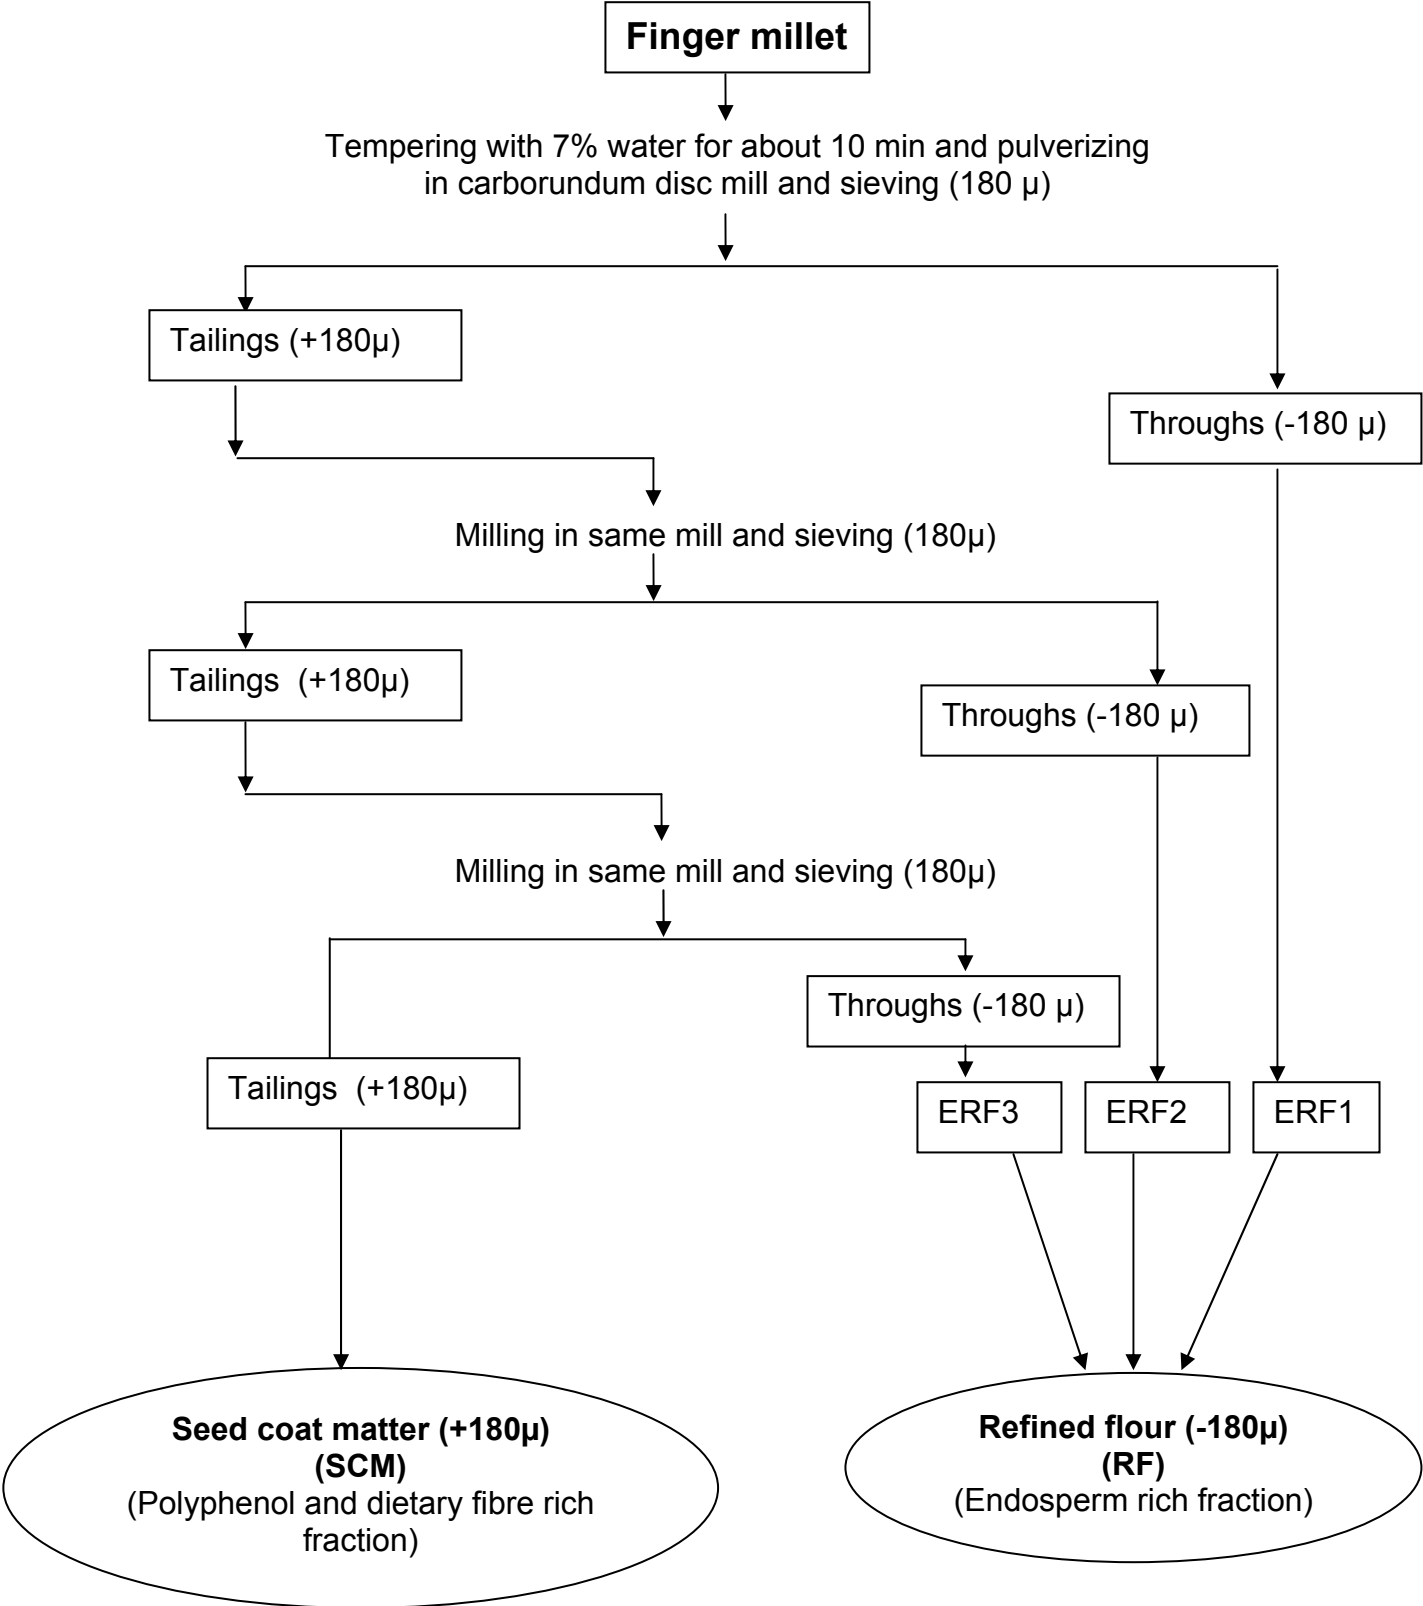 Finger millet
Tempering with 7% water for about 10 min and pulverizing
in carborundum disc mill and sieving (180 µ)
Tailings (+180µ)
Throughs (-180 µ)
Milling in same mill and sieving (180µ)
Tailings (+180µ)
Throughs (-180 µ)
Milling in same mill and sieving (180µ)
Throughs (-180 µ)
Tailings (+180µ)
ERF3
ERF2
ERF1
Seed coat matter (+180µ)
(SCM)
(Polyphenol and dietary fibre rich
fraction)
Refined flour (-180µ)
(RF)
(Endosperm rich fraction)